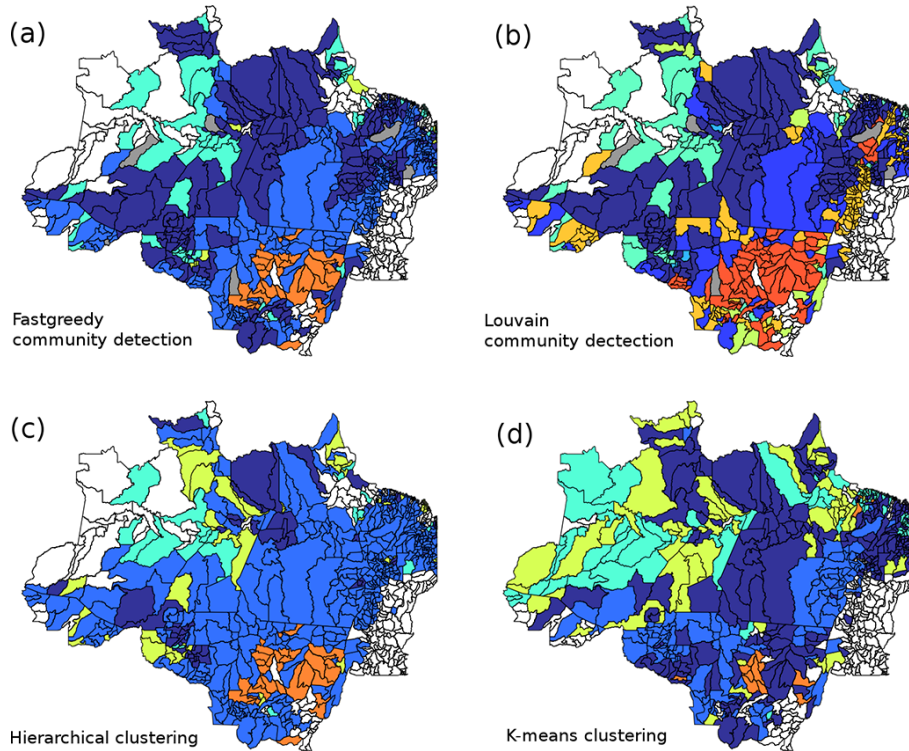 (a)
(b)
Fastgreedy
community detection
Louvain
community dectection
(c)
(d)
Hierarchical clustering
K-means clustering